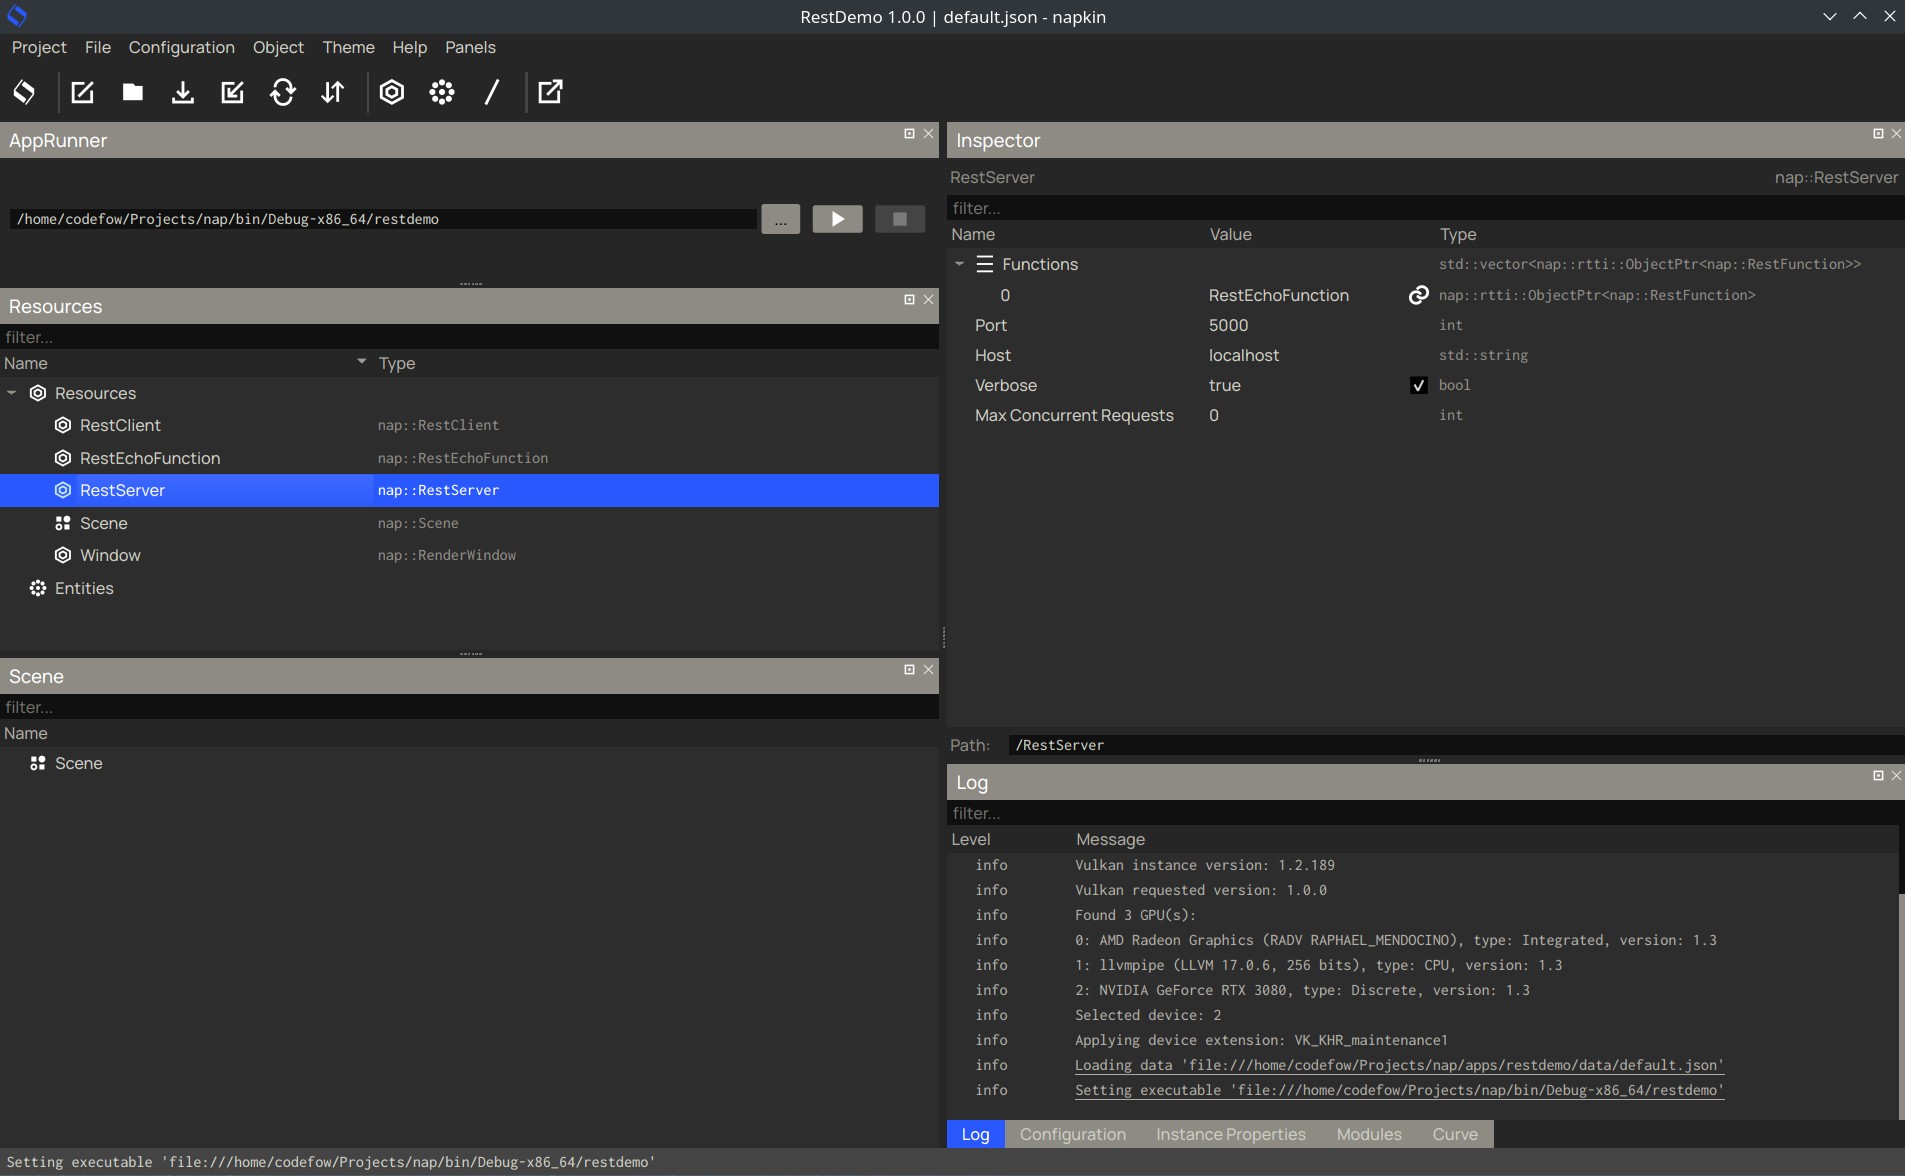 RestDemo 1.0.0 | default.json - napkin
Project File Configuration Object Theme Help Panels
AppRunner
/home/codefow/Projects/nap/bin/Debug-x86_64/restdemo ...
Resources
filter...
Name Type
Resources
RestClient nap::RestClient
RestEchoFunction nap::RestEchoFunction
RestServer nap::RestServer
Scene nap::Scene
Window nap::RenderWindow
Entities
Scene
filter...
Name
Scene
Inspector
RestServer nap::RestServer
filter...
Name Value Type
Functions std::vector<nap::rtti::ObjectPtr<nap::RestFunction>>
0 RestEchoFunction nap::rtti::ObjectPtr<nap::RestFunction>
Port 5000 int
Host localhost std::string
Verbose true bool
Max Concurrent Requests 0 int
Path: /RestServer
Log
filter...
Level Message
info Vulkan instance version: 1.2.189
info Vulkan requested version: 1.0.0
info Found 3 GPU(s):
info 0: AMD Radeon Graphics (RADV RAPHAEL_MENDOCINO), type: Integrated, version: 1.3
info 1: llvmpipe (LLVM 17.0.6, 256 bits), type: CPU, version: 1.3
info 2: NVIDIA GeForce RTX 3080, type: Discrete, version: 1.3
info Selected device: 2
info Applying device extension: VK_KHR_maintenance1
info Loading data 'file:///home/codefow/Projects/nap/apps/restdemo/data/default.json'
info Setting executable 'file:///home/codefow/Projects/nap/bin/Debug-x86_64/restdemo'
Log Configuration Instance Properties Modules Curve
Setting executable 'file:///home/codefow/Projects/nap/bin/Debug-x86_64/restdemo'